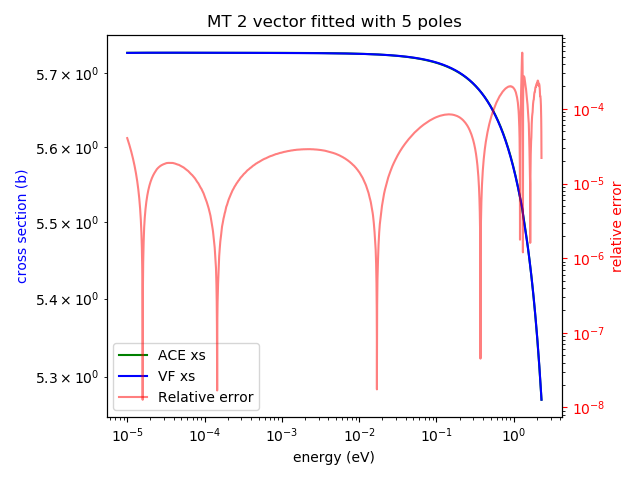 MT 2 vector fitted with 5 poles
5.7 × 10⁰
5.6 × 10⁰
5.5 × 10⁰
5.4 × 10⁰
5.3 × 10⁰
cross section (b)
10⁻⁴
10⁻⁵
10⁻⁶
10⁻⁷
10⁻⁸
relative error
ACE xs
VF xs
Relative error
10⁻⁵ 10⁻⁴ 10⁻³ 10⁻² 10⁻¹ 10⁰
energy (eV)